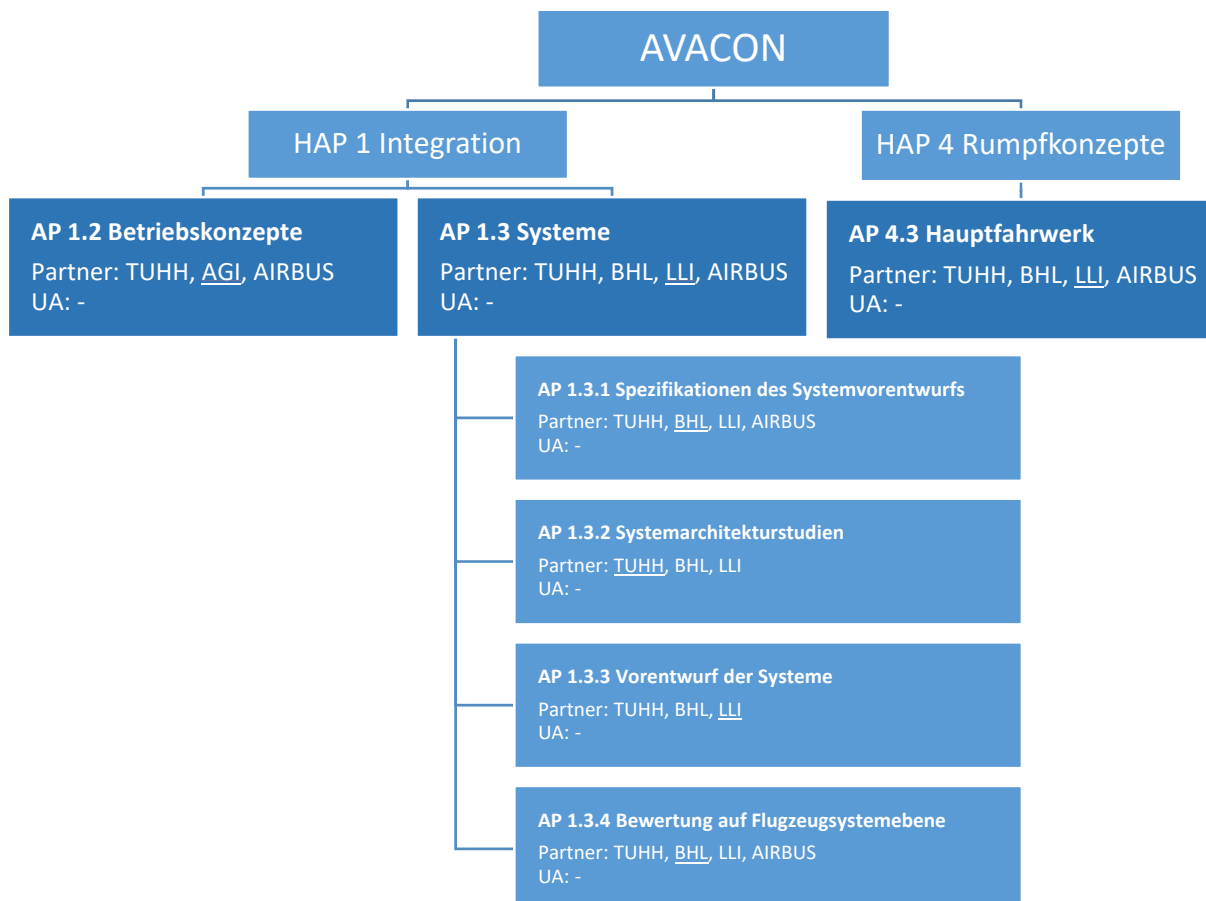 AVACON
HAP 1 Integration
HAP 4 Rumpfkonzepte
AP 1.2 Betriebskonzepte
Partner: TUHH, AGI, AIRBUS
UA: -
AP 1.3 Systeme
Partner: TUHH, BHL, LLI, AIRBUS
UA: -
AP 4.3 Hauptfahrwerk
Partner: TUHH, BHL, LLI, AIRBUS
UA: -
AP 1.3.1 Spezifikationen des Systemvorentwurfs
Partner: TUHH, BHL, LLI, AIRBUS
UA: -
AP 1.3.2 Systemarchitekturstudien
Partner: TUHH, BHL, LLI
UA: -
AP 1.3.3 Vorentwurf der Systeme
Partner: TUHH, BHL, LLI
UA: -
AP 1.3.4 Bewertung auf Flugzeugsystemebene
Partner: TUHH, BHL, LLI, AIRBUS
UA: -